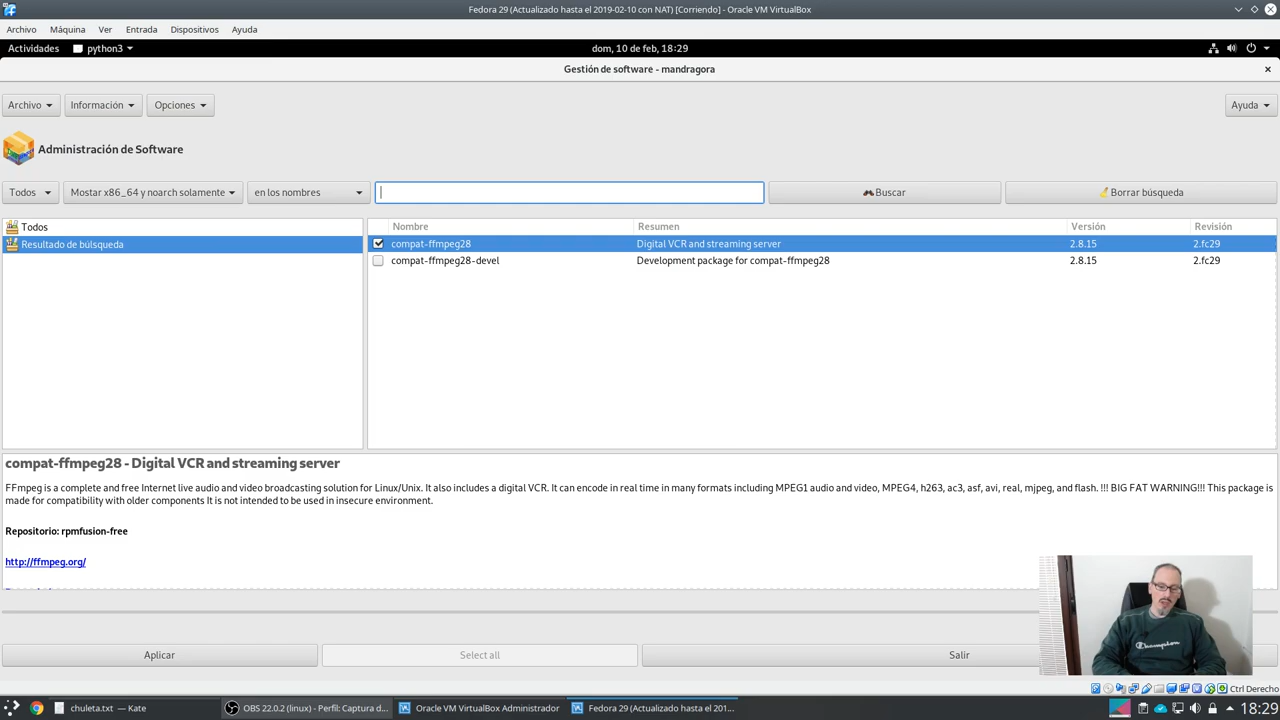 Fedora 29 (Actualizado hasta el 2019-02-10 con NAT) [Corriendo] - Oracle VM VirtualBox
Archivo Máquina Ver Entrada Dispositivos Ayuda
Actividades python3 dom, 10 de feb, 18:29
Gestión de software - mandragora
Archivo Información Opciones Ayuda
Administración de Software
Todos Mostar x86_64 y noarch solamente en los nombres Buscar Borrar búsqueda
Todos
Resultado de búlsqueda
Nombre Resumen Versión Revisión
compat-ffmpeg28 Digital VCR and streaming server 2.8.15 2.fc29
compat-ffmpeg28-devel Development package for compat-ffmpeg28 2.8.15 2.fc29
compat-ffmpeg28 - Digital VCR and streaming server
FFmpeg is a complete and free Internet live audio and video broadcasting solution for Linux/Unix. It also includes a digital VCR. It can encode in real time in many formats including MPEG1 audio and video, MPEG4, h263, ac3, asf, avi, real, mjpeg, and flash. !!! BIG FAT WARNING!!! This package is
made for compatibility with older components It is not intended to be used in insecure environment.
Repositorio: rpmfusion-free
http://ffmpeg.org/
Aplicar Select all Salir
Champion
Ctrl Derecho
chuleta.txt — Kate OBS 22.0.2 (linux) - Perfil: Captura d... Oracle VM VirtualBox Administrador Fedora 29 (Actualizado hasta el 201... 18:29